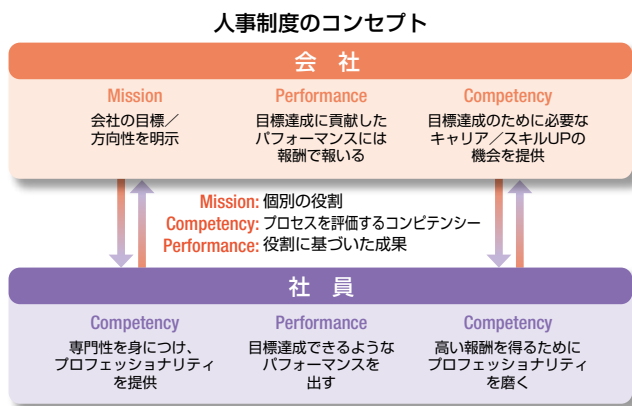 人事制度のコンセプト
会 社
Mission
会社の目標／
方向性を明示
Performance
目標達成に貢献した
パフォーマンスには
報酬で報いる
Competency
目標達成のために必要な
キャリア／スキルUPの
機会を提供
Mission: 個別の役割
Competency: プロセスを評価するコンピテンシー
Performance: 役割に基づいた成果
社 員
Competency
専門性を身につけ、
プロフェッショナリティ
を提供
Performance
目標達成できるような
パフォーマンスを
出す
Competency
高い報酬を得るために
プロフェッショナリティ
を磨く